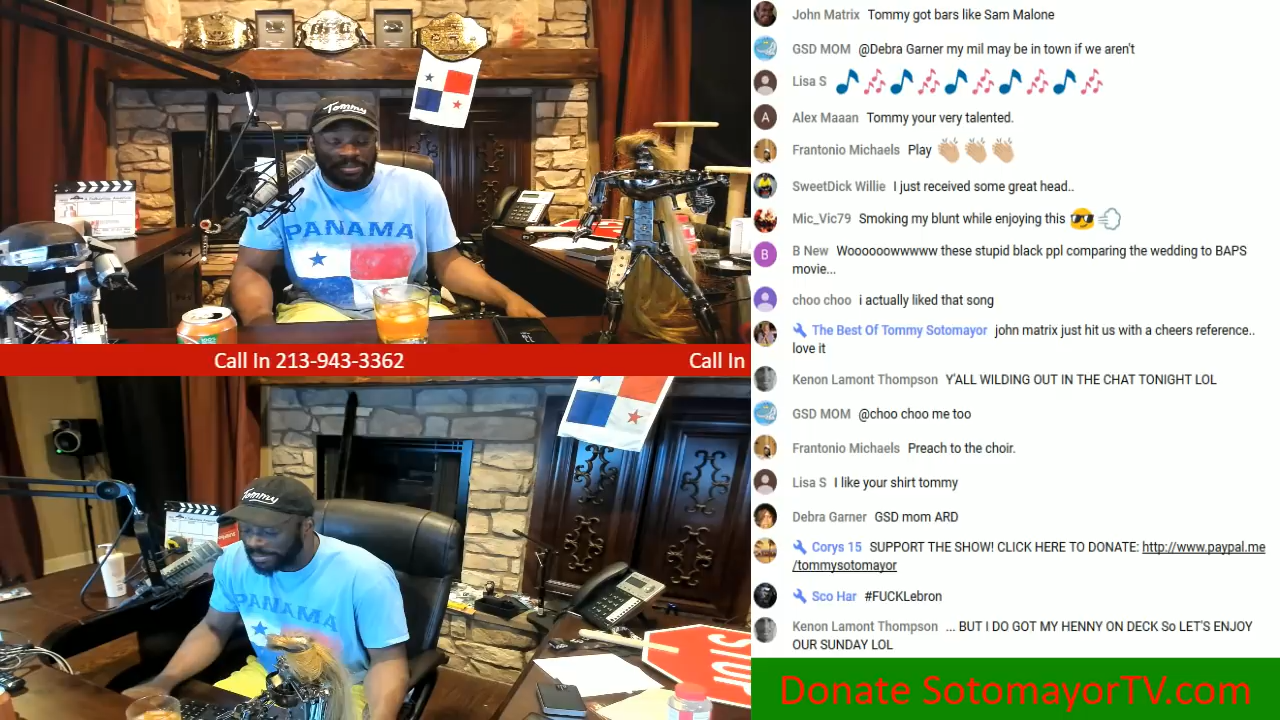 Tommy
PANAMA
Call In 213-943-3362
Call In
Tommy
PANAMA
STOP
John Matrix Tommy got bars like Sam Malone
GSD MOM @Debra Garner my mil may be in town if we aren't
Lisa S 🎵🎶🎵🎶🎵🎶🎵🎶🎵🎶
A Alex Maaan Tommy your very talented.
Frantonio Michaels Play 👏🏼👏🏼👏🏼
SweetDick Willie I just received some great head..
Mic_Vic79 Smoking my blunt while enjoying this 😎💨
B B New Woooooowwwww these stupid black ppl comparing the wedding to BAPS
movie...
choo choo i actually liked that song
The Best Of Tommy Sotomayor john matrix just hit us with a cheers reference..
love it
Kenon Lamont Thompson Y'ALL WILDING OUT IN THE CHAT TONIGHT LOL
GSD MOM @choo choo me too
Frantonio Michaels Preach to the choir.
Lisa S I like your shirt tommy
Debra Garner GSD mom ARD
Corys 15 SUPPORT THE SHOW! CLICK HERE TO DONATE: http://www.paypal.me
/tommysotomayor
Sco Har #FUCKLebron
Kenon Lamont Thompson ... BUT I DO GOT MY HENNY ON DECK So LET'S ENJOY
OUR SUNDAY LOL
Donate SotomayorTV.com